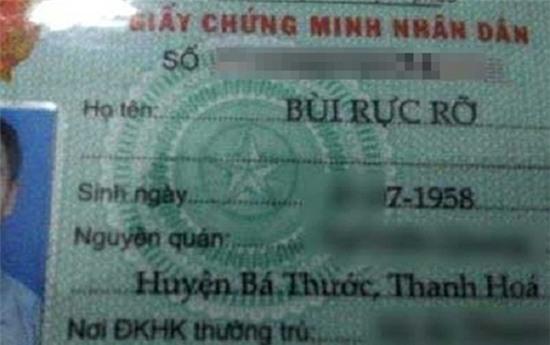 GIẤY CHỨNG MINH NHÂN DÂN
SỐ
Họ tên: BÙI RỰC RỠ
Sinh ngày 7-1958
Nguyên quán:
Huyện Bá Thước, Thanh Hoá
Nơi ĐKHK thường trú: